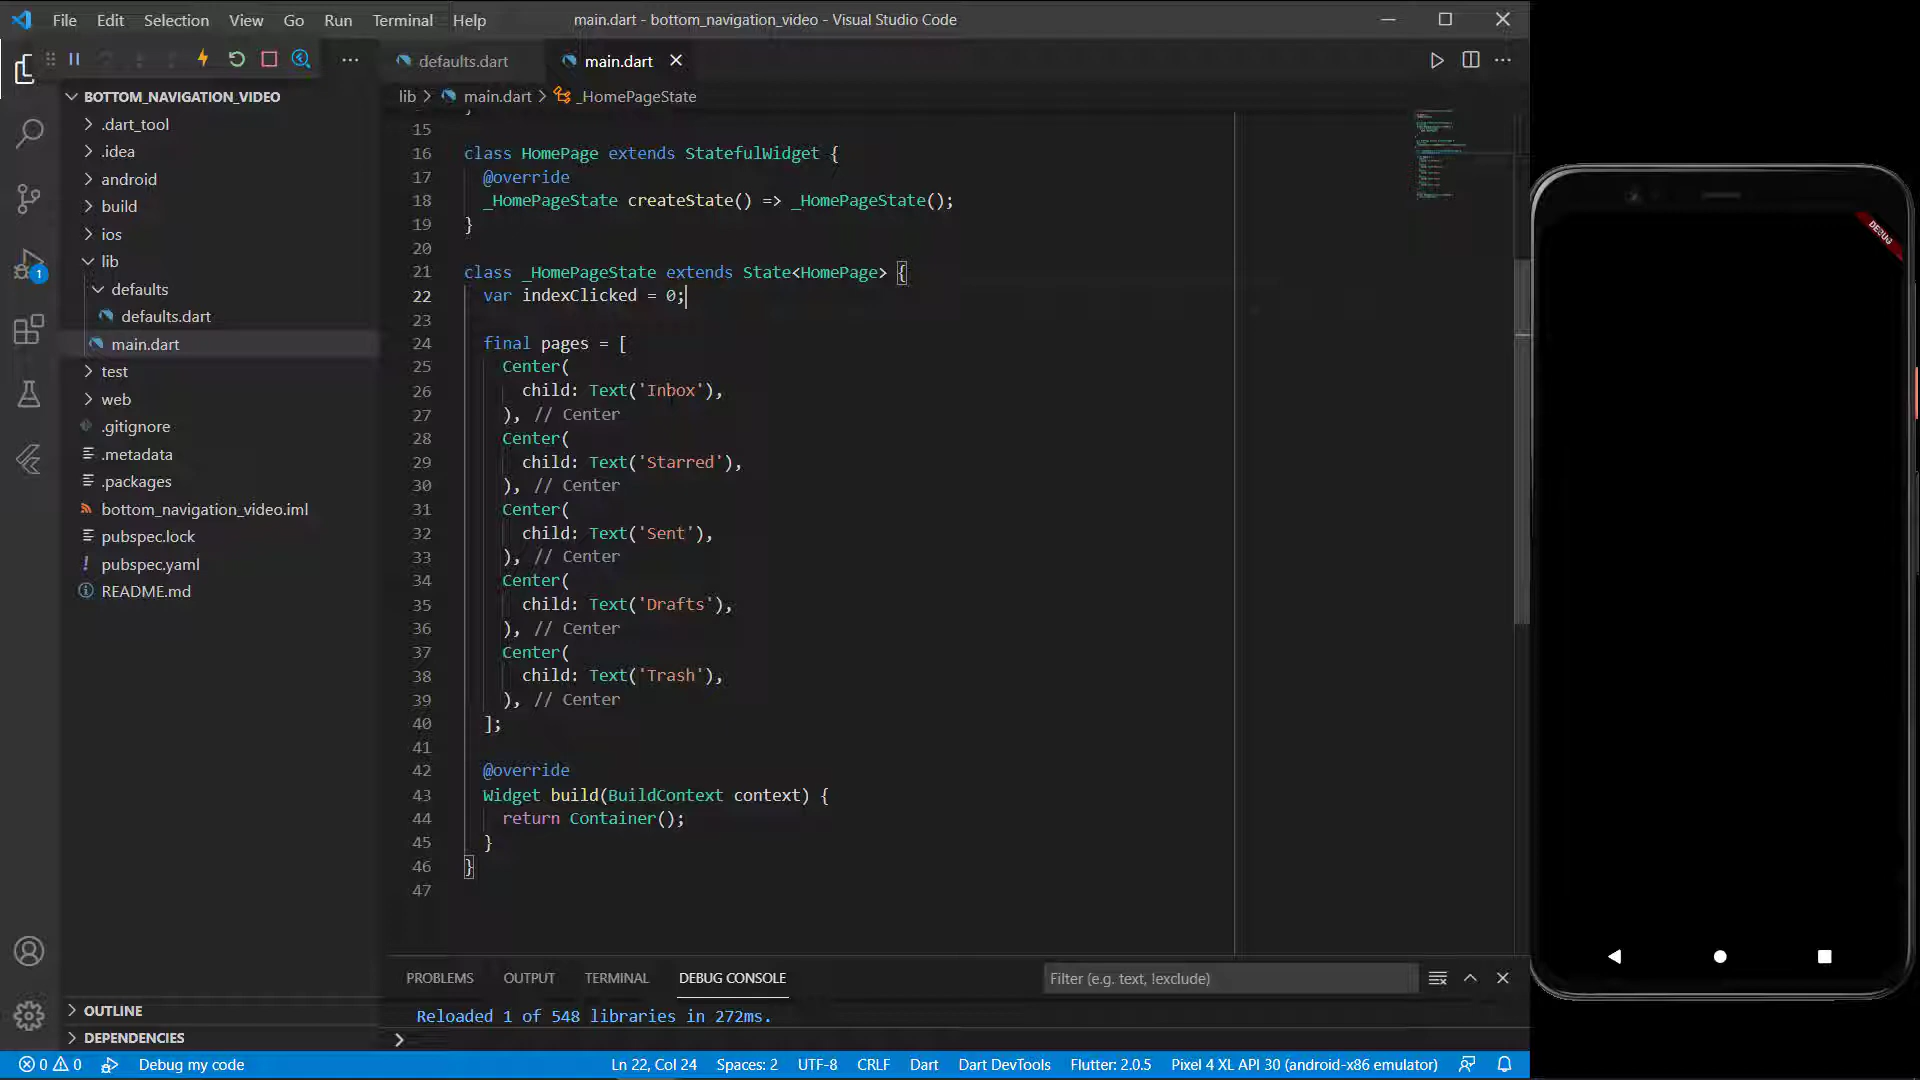 File Edit Selection View Go Run Terminal Help
main.dart - bottom_navigation_video - Visual Studio Code
defaults.dart
main.dart
lib > main.dart > _HomePageState
BOTTOM_NAVIGATION_VIDEO
.dart_tool
.idea
android
build
ios
lib
defaults
defaults.dart
main.dart
test
web
.gitignore
.metadata
.packages
bottom_navigation_video.iml
pubspec.lock
pubspec.yaml
README.md
OUTLINE
DEPENDENCIES
1
15
16 class HomePage extends StatefulWidget {
17 @override
18 _HomePageState createState() => _HomePageState();
19 }
20
21 class _HomePageState extends State<HomePage> {
22 var indexClicked = 0;
23
24 final pages = [
25 Center(
26 child: Text('Inbox'),
27 ), // Center
28 Center(
29 child: Text('Starred'),
30 ), // Center
31 Center(
32 child: Text('Sent'),
33 ), // Center
34 Center(
35 child: Text('Drafts'),
36 ), // Center
37 Center(
38 child: Text('Trash'),
39 ), // Center
40 ];
41
42 @override
43 Widget build(BuildContext context) {
44 return Container();
45 }
46 }
47
PROBLEMS OUTPUT TERMINAL DEBUG CONSOLE
Filter (e.g. text, !exclude)
Reloaded 1 of 548 libraries in 272ms.
0 0 Debug my code
Ln 22, Col 24 Spaces: 2 UTF-8 CRLF Dart Dart DevTools Flutter: 2.0.5 Pixel 4 XL API 30 (android-x86 emulator)
DEBUG